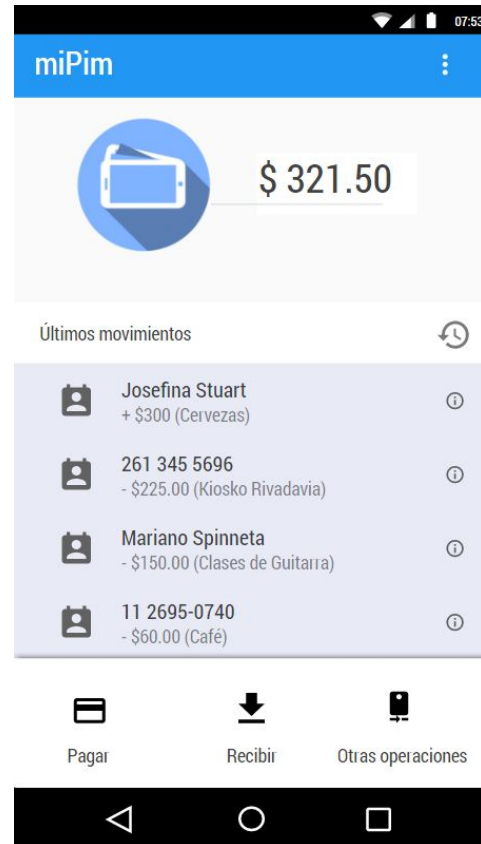 07:53
miPim
$ 321.50
Últimos movimientos
Josefina Stuart
+ $300 (Cervezas)
261 345 5696
- $225.00 (Kiosko Rivadavia)
Mariano Spinneta
- $150.00 (Clases de Guitarra)
11 2695-0740
- $60.00 (Café)
Pagar
Recibir
Otras operaciones